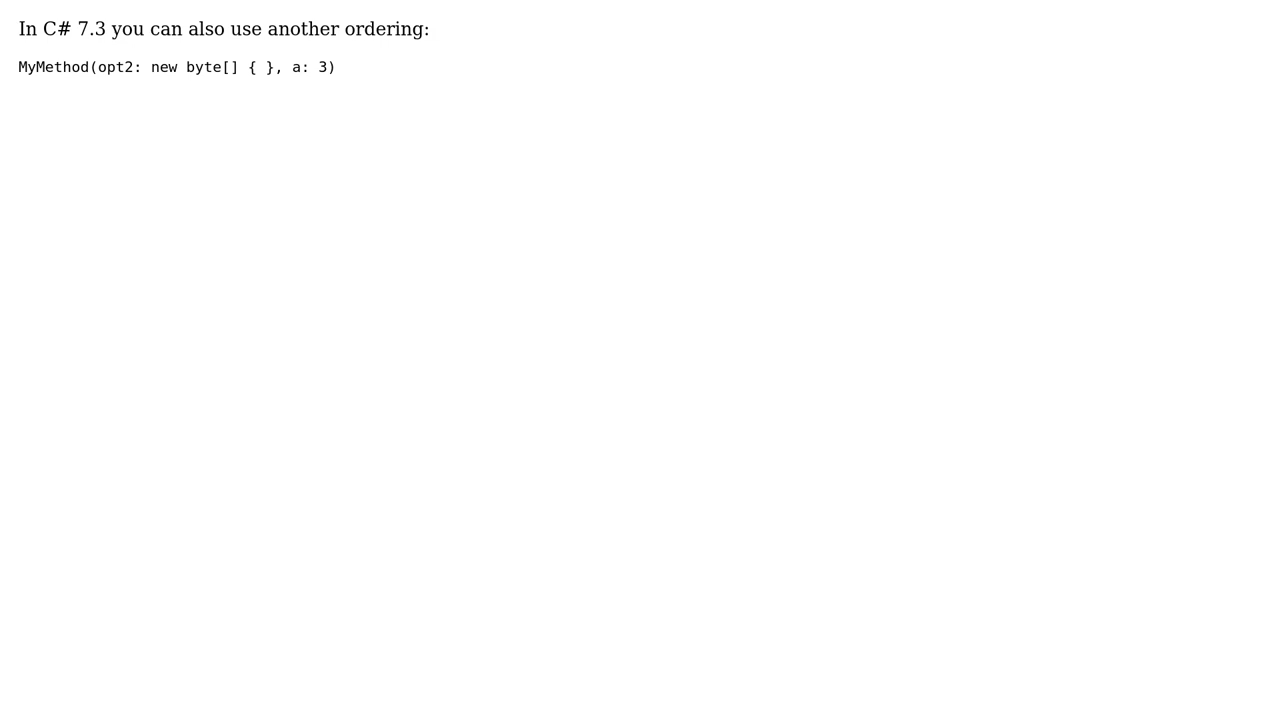 In C# 7.3 you can also use another ordering:
MyMethod(opt2: new byte[] { }, a: 3)